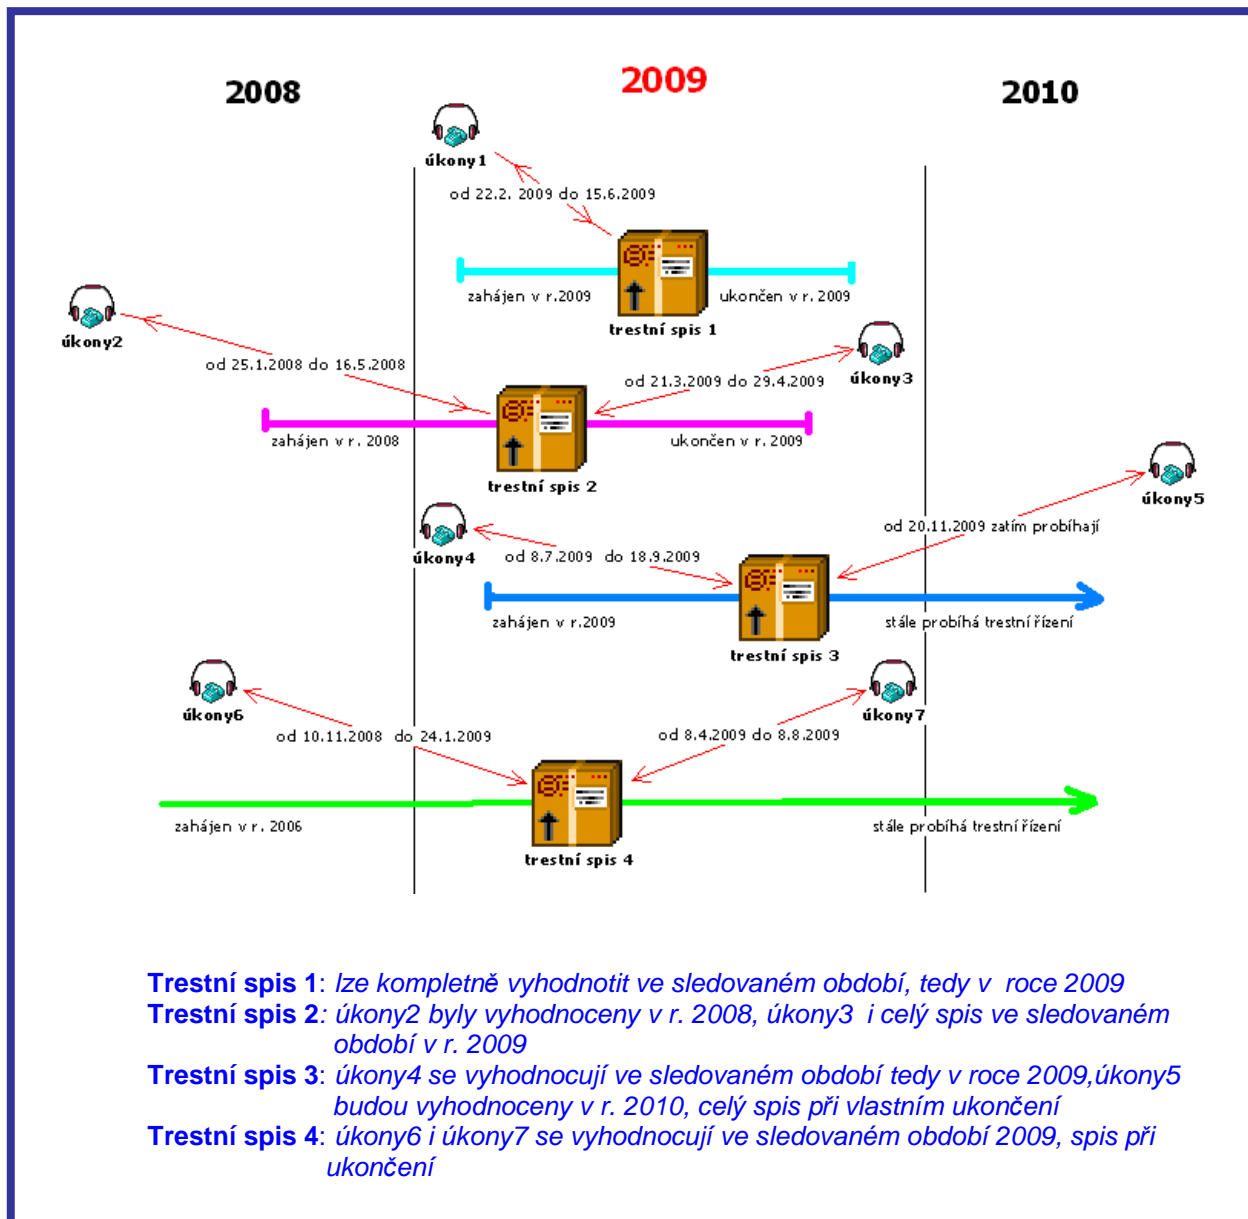 2008
2009
2010
úkony1
od 22.2. 2009 do 15.6.2009
zahájen v r.2009
ukončen v r. 2009
trestní spis 1
úkony2
od 25.1.2008 do 16.5.2008
od 21.3.2009 do 29.4.2009
úkony3
zahájen v r. 2008
ukončen v r. 2009
trestní spis 2
úkony4
od 8.7.2009 do 18.9.2009
od 20.11.2009 zatím probíhají
úkony5
zahájen v r.2009
stále probíhá trestní řízení
trestní spis 3
úkony6
od 10.11.2008 do 24.1.2009
od 8.4.2009 do 8.8.2009
úkony7
zahájen v r. 2006
stále probíhá trestní řízení
trestní spis 4
Trestní spis 1: lze kompletně vyhodnotit ve sledovaném období, tedy v roce 2009
Trestní spis 2: úkony2 byly vyhodnoceny v r. 2008, úkony3 i celý spis ve sledovaném
období v r. 2009
Trestní spis 3: úkony4 se vyhodnocují ve sledovaném období tedy v roce 2009,úkony5
budou vyhodnoceny v r. 2010, celý spis při vlastním ukončení
Trestní spis 4: úkony6 i úkony7 se vyhodnocují ve sledovaném období 2009, spis při
ukončení